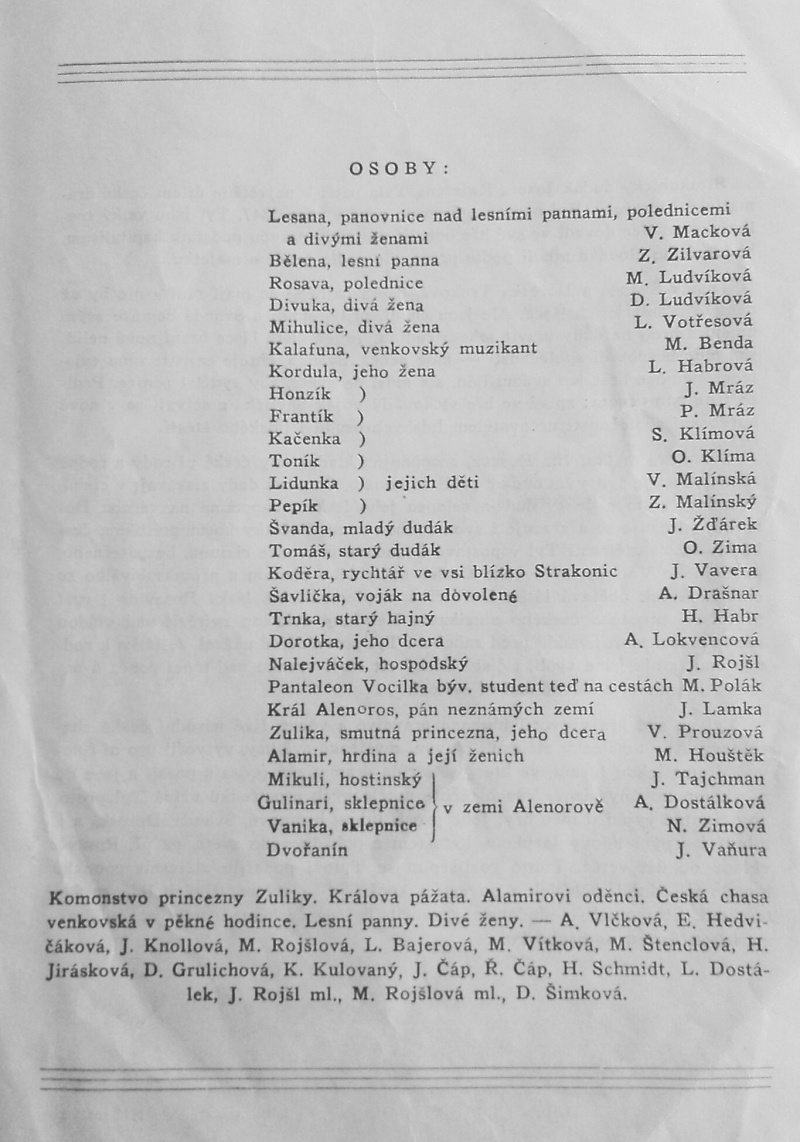 OSOBY:
Lesana, panovnice nad lesními pannami, polednicemi
a divými ženami V. Macková
Bělena, lesní panna Z. Zilvarová
Rosava, polednice M. Ludvíková
Divuka, divá žena D. Ludvíková
Mihulice, divá žena L. Votřesová
Kalafuna, venkovský muzikant M. Benda
Kordula, jeho žena L. Habrová
Honzík ) J. Mráz
Frantík ) P. Mráz
Kačenka ) S. Klímová
Toník ) O. Klíma
Lidunka ) jejich děti V. Malínská
Pepík ) Z. Malínský
Švanda, mladý dudák J. Žďárek
Tomáš, starý dudák O. Zima
Koděra, rychtář ve vsi blízko Strakonic J. Vavera
Šavlička, voják na dovolené A. Drašnar
Trnka, starý hajný H. Habr
Dorotka, jeho dcera A. Lokvencová
Nalejváček, hospodský J. Rojšl
Pantaleon Vocilka býv. student teď na cestách M. Polák
Král Alenoros, pán neznámých zemí J. Lamka
Zulika, smutná princezna, jeho dcera V. Prouzová
Alamir, hrdina a její ženich M. Houštěk
Mikuli, hostinský J. Tajchman
Gulinari, sklepnice } v zemi Alenorově A. Dostálková
Vanika, sklepnice N. Zimová
Dvořanín J. Vaňura
Komonstvo princezny Zuliky. Králova pážata. Alamirovi oděnci. Česká chasa
venkovská v pěkné hodince. Lesní panny. Divé ženy. — A. Vlčková, E. Hedvi-
čáková, J. Knollová, M. Rojšlová, L. Bajerová, M. Vítková, M. Štenclová, H.
Jirásková, D. Grulichová, K. Kulovaný, J. Čáp, Ř. Čáp, H. Schmidt, L. Dostá-
lek, J. Rojšl ml., M. Rojšlová ml., D. Šimková.